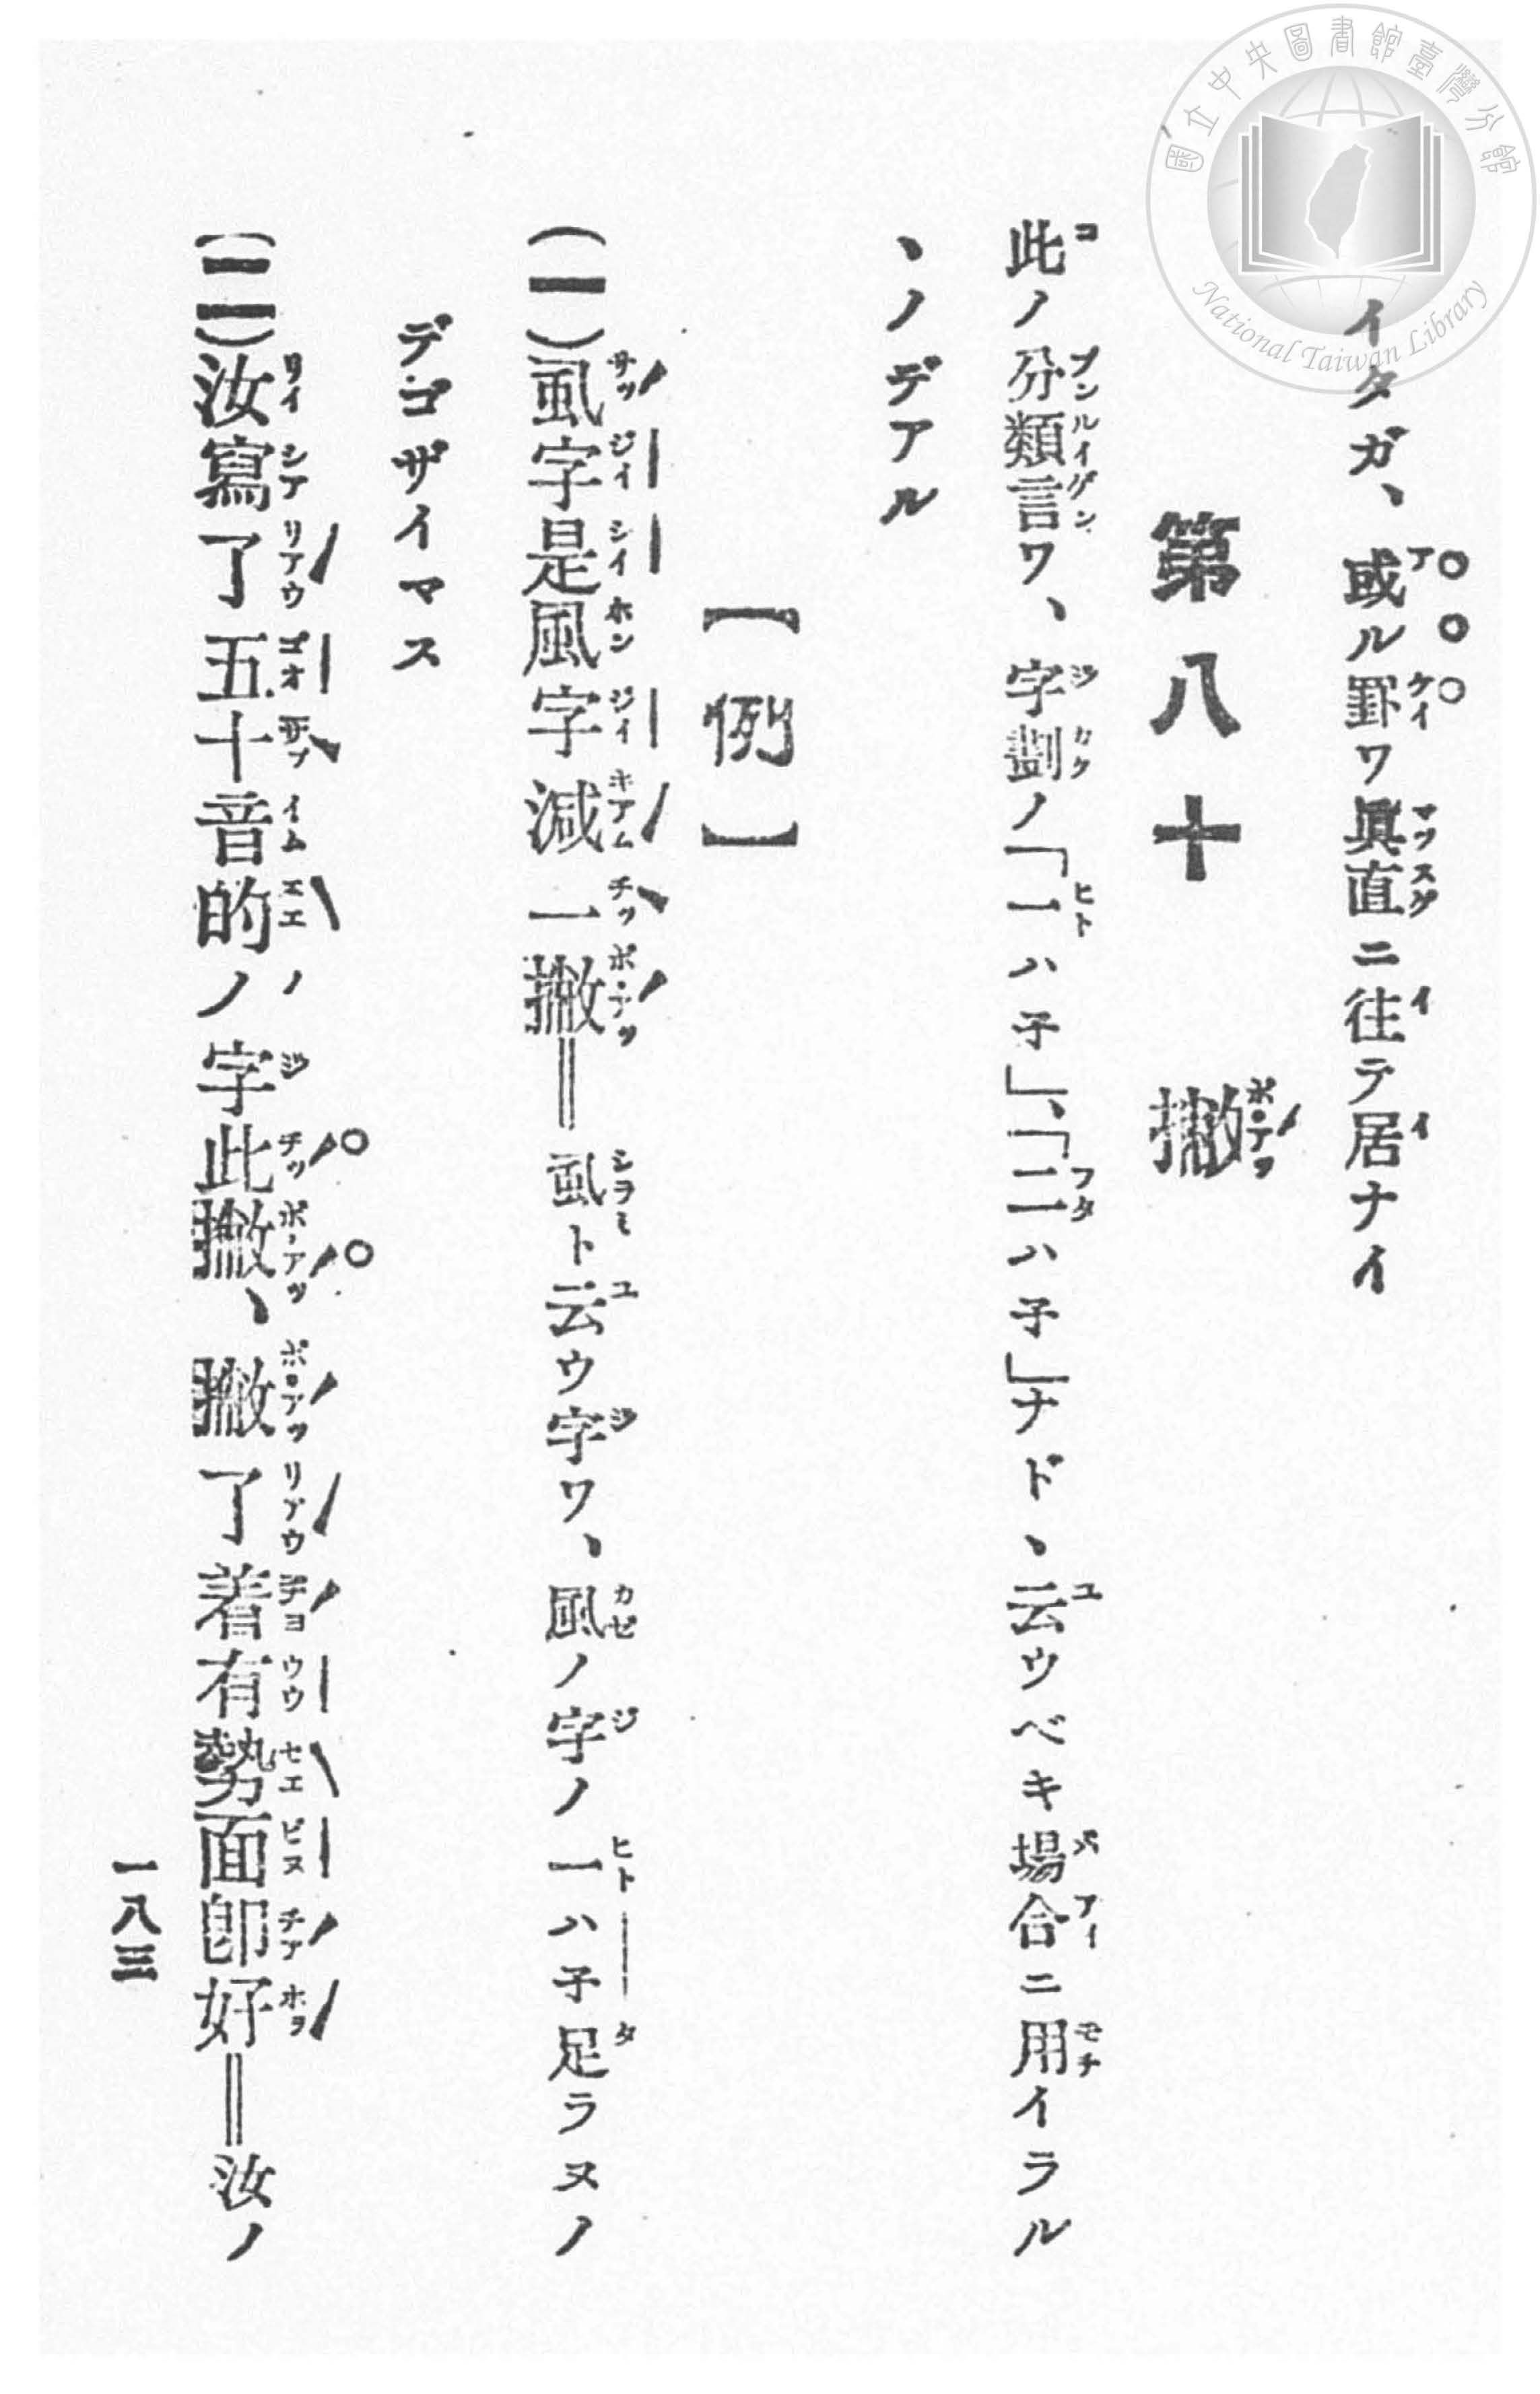 イタガ、或ル罫ワ眞直ニ往テ居ナイ
第八十 撇
此ノ分類言ワ、字劃ノ「一ハ子」、「二ハ子」ナド、云ウベキ場合ニ用イラル
ヽノデアル
【例】
(一)虱字是風字減一撇‖虱ト云ウ字ワ、風ノ字ノ一ハ子足ラヌノ
デゴザイマス
(二)汝寫了五十音的ノノ字此撇、撇了着有勢面卽好‖汝ノ
一八三
國立中央圖書館臺灣分館
National Taiwan Library